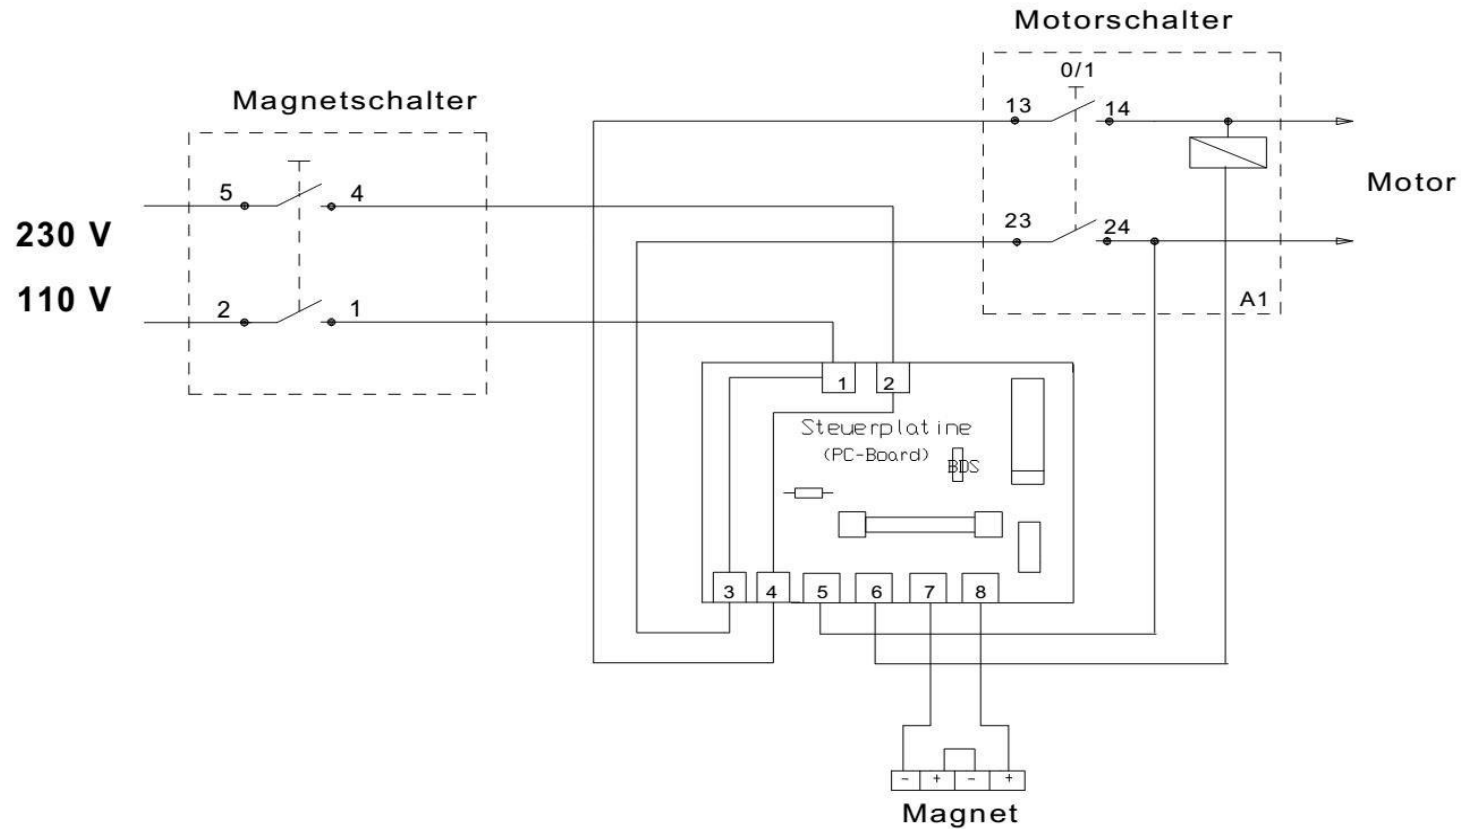 Motorschalter
0/1
13
14
Magnetschalter
5
4
Motor
230 V
23
24
110 V
2
1
A1
1
2
Steuerplatine
(PC-Board)
BDS
3
4
5
6
7
8
- + - +
Magnet